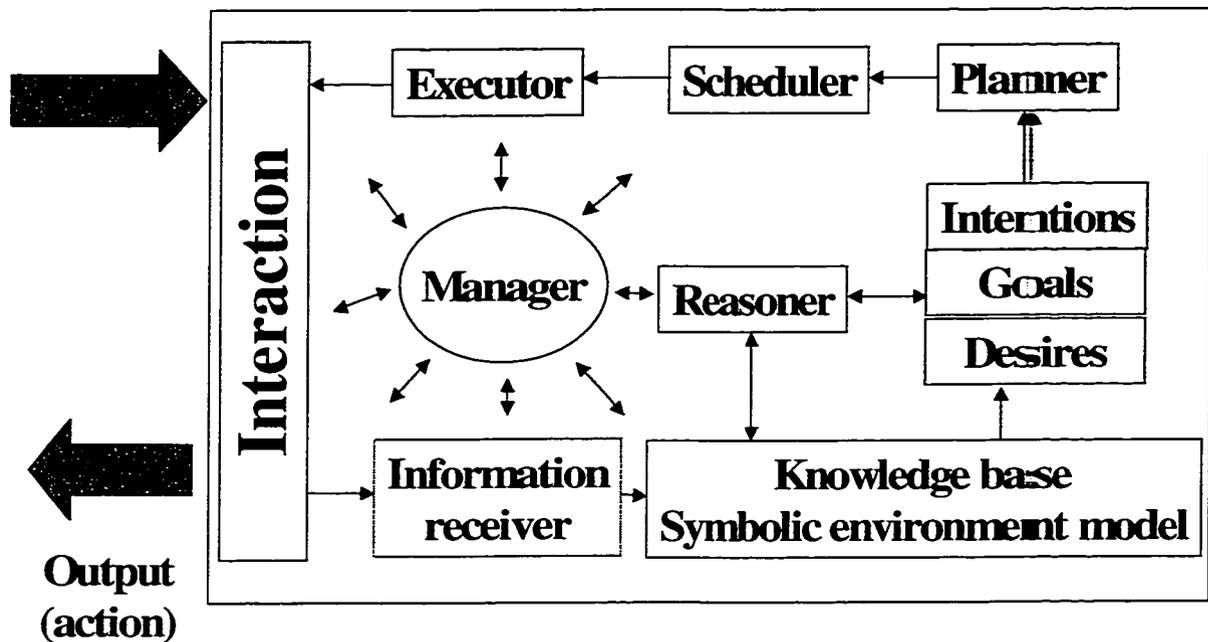 Executor
Scheduler
Planner
Interaction
Intentions
Manager
Reasoner
Goals
Desires
Information
receiver
Knowledge base
Symbolic environment model
Output
(action)